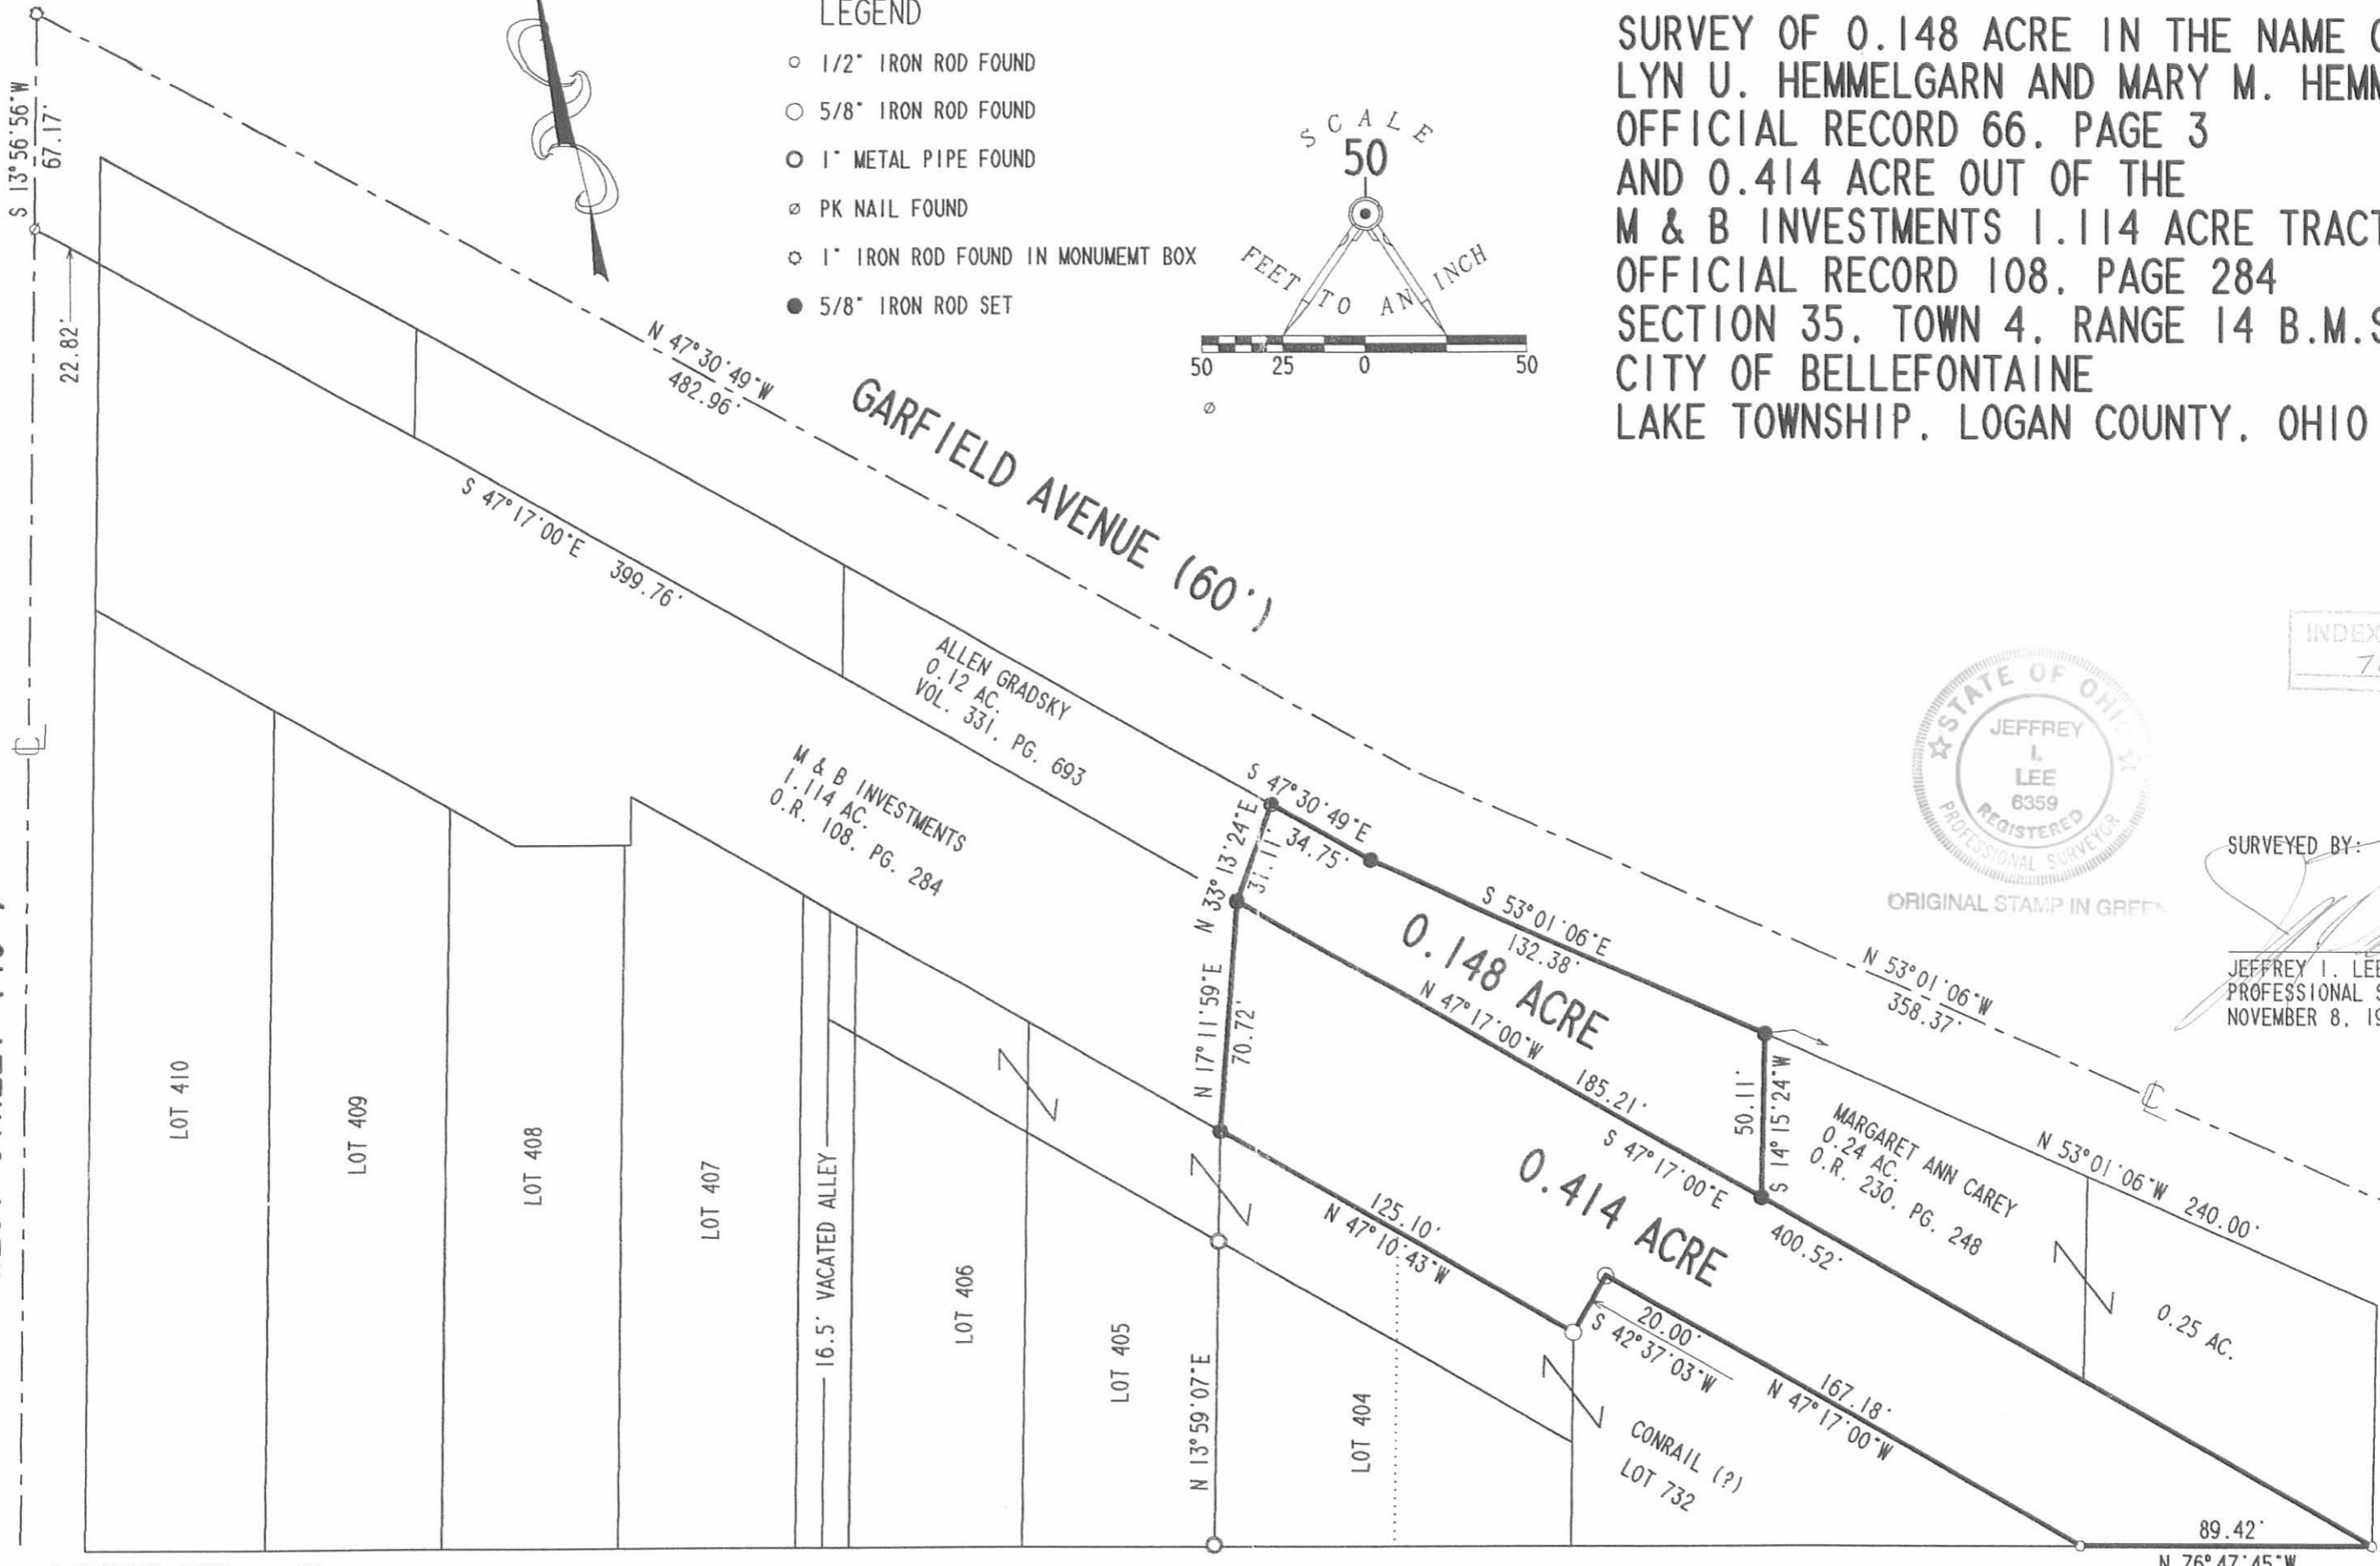 LEGEND
1/2" IRON ROD FOUND
5/8" IRON ROD FOUND
1" METAL PIPE FOUND
PK NAIL FOUND
1" IRON ROD FOUND IN MONUMEMT BOX
5/8" IRON ROD SET
SCALE
50
FEET TO AN INCH
50 25 0 50
SURVEY OF 0.148 ACRE IN THE NAME
LYN U. HEMMELGARN AND MARY M.
OFFICIAL RECORD 66, PAGE 3
AND 0.414 ACRE OUT OF THE
M & B INVESTMENTS 1.114 ACRE TRACT
OFFICIAL RECORD 108, PAGE 284
SECTION 35, TOWN 4, RANGE 14 B.M.S
CITY OF BELLEFONTAINE
LAKE TOWNSHIP, LOGAN COUNTY, OHIO
S 13°56'56"W
67.17'
22.82'
N 47°30'49"W
482.96'
GARFIELD AVENUE (60')
S 47°17'00"E 399.76'
ALLEN GRADSKY
0.12 AC.
VOL. 331, PG. 693
M & B INVESTMENTS
1.114 AC.
O.R. 108, PG. 284
INDEX
STATE OF OHIO
JEFFREY
I.
LEE
6359
REGISTERED
PROFESSIONAL SURVEYOR
ORIGINAL STAMP IN GREEN
SURVEYED BY:
JEFFREY I. LEE
PROFESSIONAL S
NOVEMBER 8, 19
S 47°30'49"E
34.75'
N 33°13'24"E
31.11'
S 53°01'06"E
132.38'
0.148 ACRE
N 47°17'00"W
185.21'
N 17°11'59"E
70.72'
N 53°01'06"W
358.37'
50.11'
S 14°15'24"W
S 47°17'00"E
400.52'
0.414 ACRE
MARGARET ANN CAREY
0.24 AC.
O.R. 230, PG. 248
N 53°01'06"W 240.00'
0.25 AC.
125.10'
N 47°10'43"W
20.00'
S 42°37'03"W
167.18'
N 47°17'00"W
CONRAIL (?)
LOT 732
LOT 410
LOT 409
LOT 408
LOT 407
16.5' VACATED ALLEY
LOT 406
LOT 405
N 13°59'07"E
LOT 404
89.42'
N 76°47'45"W